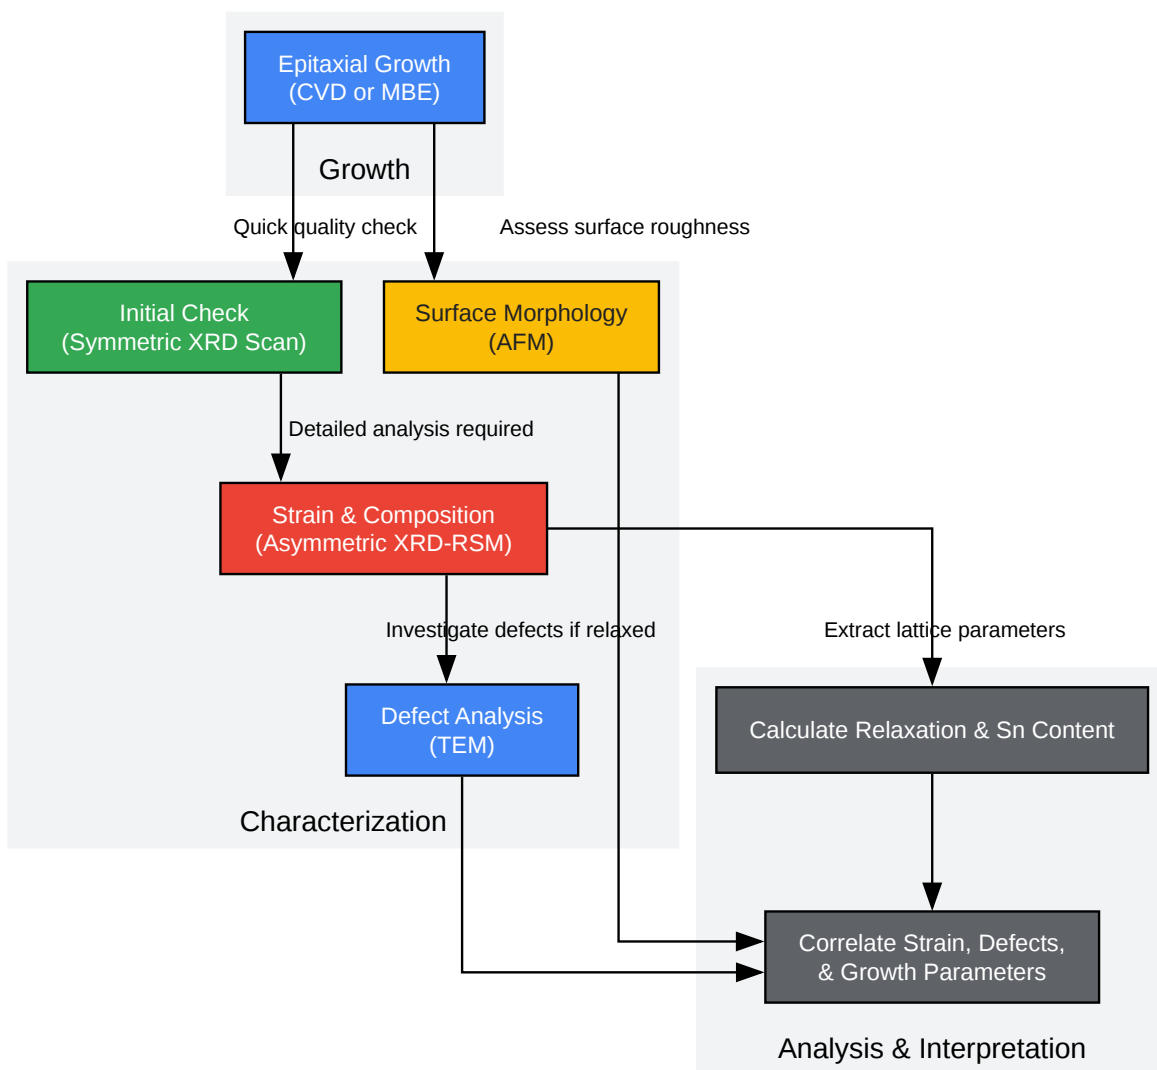 Epitaxial Growth
(CVD or MBE)
Growth
Quick quality check
Assess surface roughness
Initial Check
(Symmetric XRD Scan)
Surface Morphology
(AFM)
Detailed analysis required
Strain & Composition
(Asymmetric XRD-RSM)
Investigate defects if relaxed
Extract lattice parameters
Defect Analysis
(TEM)
Calculate Relaxation & Sn Content
Characterization
Correlate Strain, Defects,
& Growth Parameters
Analysis & Interpretation